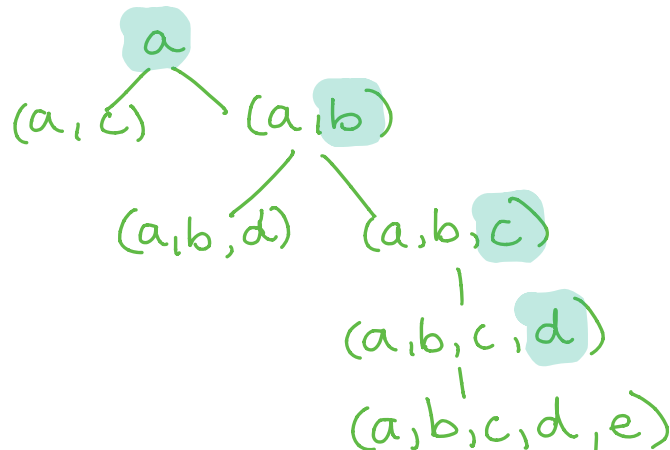 a
(a, c) (a, b)
(a, b, d) (a, b, c)
(a, b, c, d)
(a, b, c, d, e)